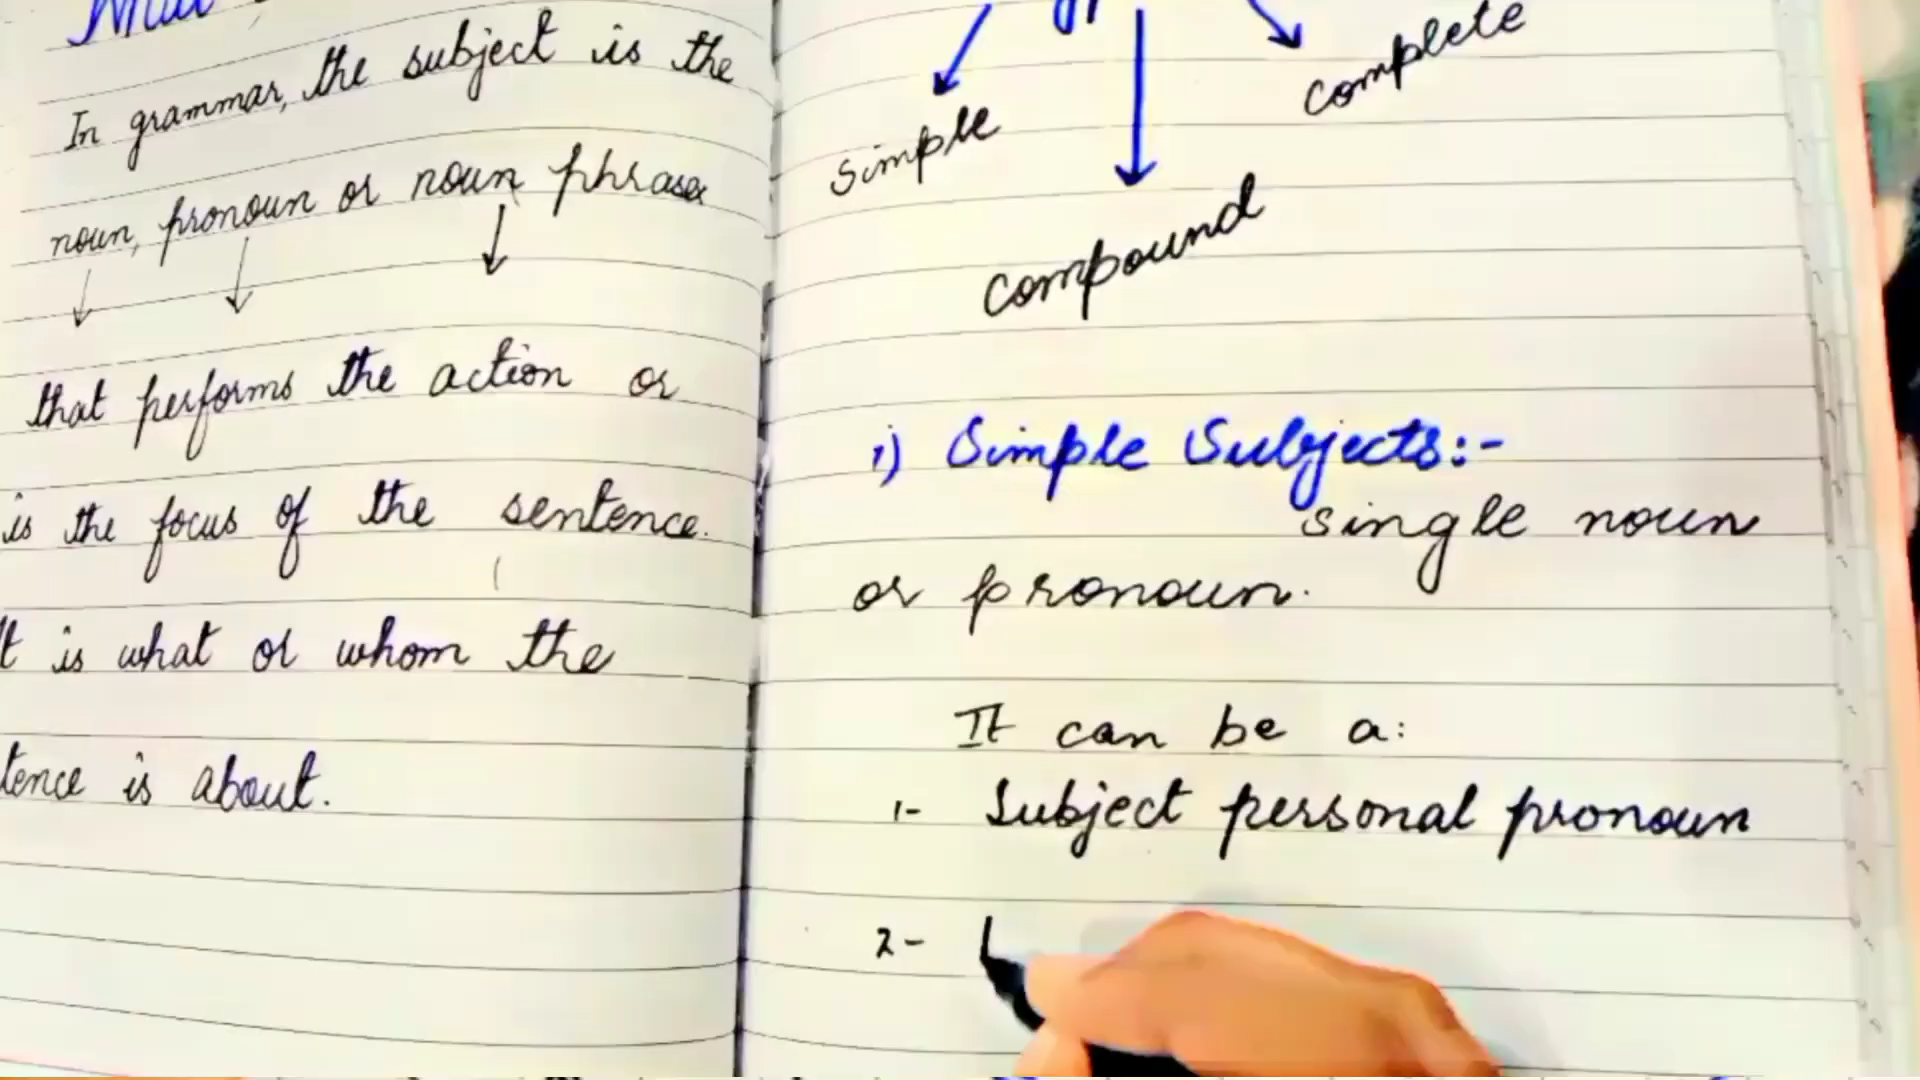 In grammar, the subject is the
noun, pronoun or noun phrase
that performs the action or
is the focus of the sentence.
It is what or whom the
tence is about.
Simple
Compound
Complete
i) Simple Subjects:-
single noun
or pronoun.
It can be a:
1- Subject personal pronoun
2-